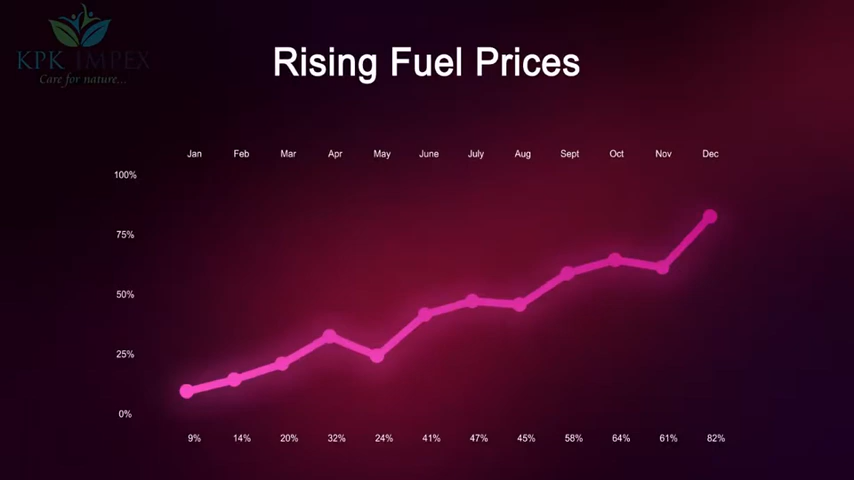 KPK IMPEX
Care for nature...
Rising Fuel Prices
Jan Feb Mar Apr May June July Aug Sept Oct Nov Dec
100%
75%
50%
25%
0%
9% 14% 20% 32% 24% 41% 47% 45% 58% 64% 61% 82%